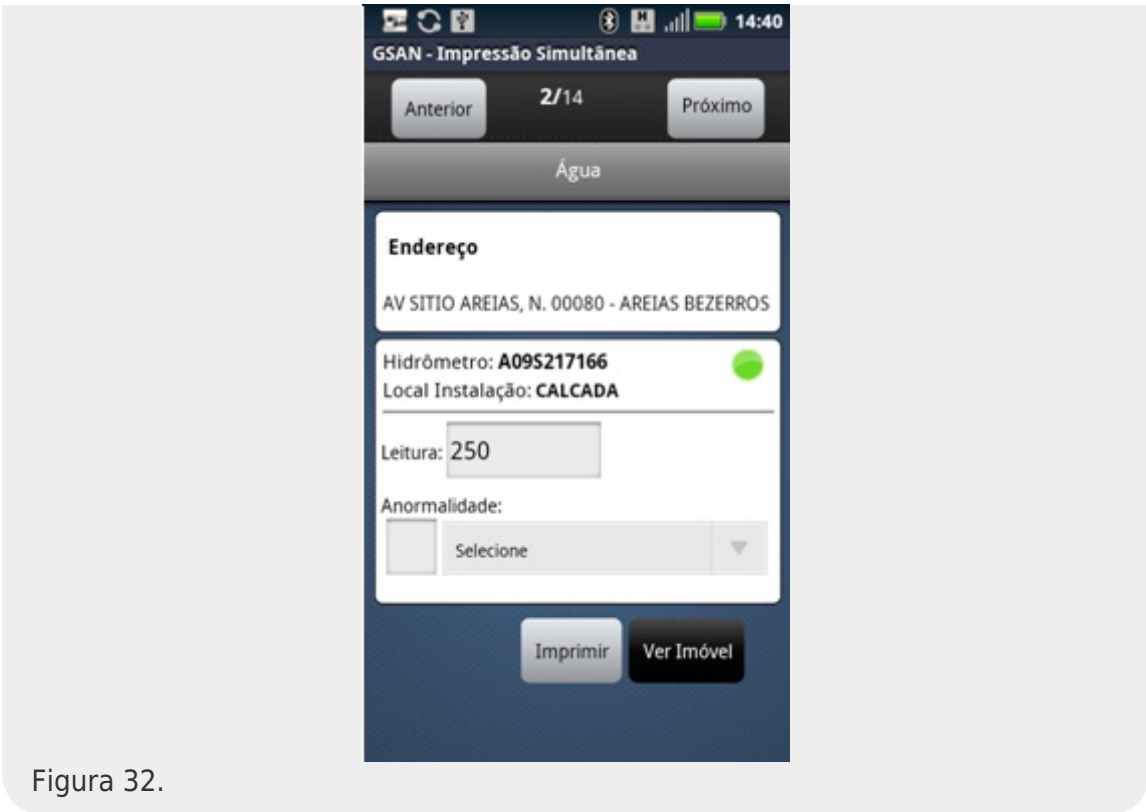 14:40
GSAN - Impressão Simultânea
Anterior 2/14 Próximo
Água
Endereço
AV SITIO AREIAS, N. 00080 - AREIAS BEZERROS
Hidrômetro: A09S217166
Local Instalação: CALCADA
Leitura: 250
Anormalidade:
Selecione
Imprimir Ver Imóvel
Figura 32.